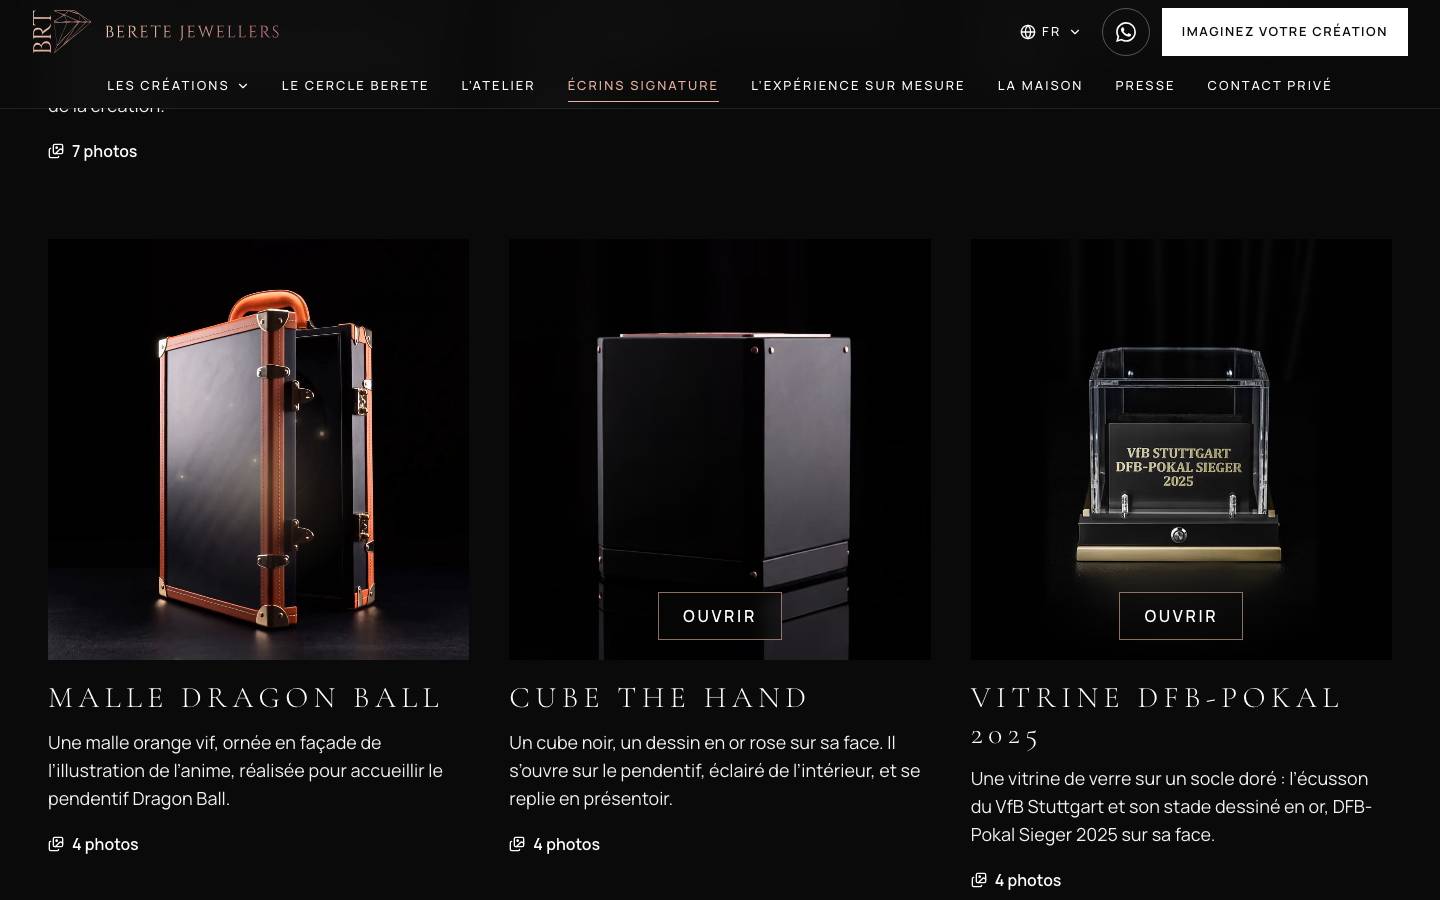 BRT
BERETE JEWELLERS
FR
IMAGINEZ VOTRE CRÉATION
LES CRÉATIONS
LE CERCLE BERETE
L'ATELIER
ÉCRINS SIGNATURE
L'EXPÉRIENCE SUR MESURE
LA MAISON
PRESSE
CONTACT PRIVÉ
de la création.
7 photos
VfB STUTTGART
DFB-POKAL SIEGER
2025
OUVRIR
OUVRIR
MALLE DRAGON BALL
Une malle orange vif, ornée en façade de
l’illustration de l’anime, réalisée pour accueillir le
pendentif Dragon Ball.
4 photos
CUBE THE HAND
Un cube noir, un dessin en or rose sur sa face. Il
s’ouvre sur le pendentif, éclairé de l’intérieur, et se
replie en présentoir.
4 photos
VITRINE DFB-POKAL
2025
Une vitrine de verre sur un socle doré : l’écusson
du VfB Stuttgart et son stade dessiné en or, DFB-
Pokal Sieger 2025 sur sa face.
4 photos